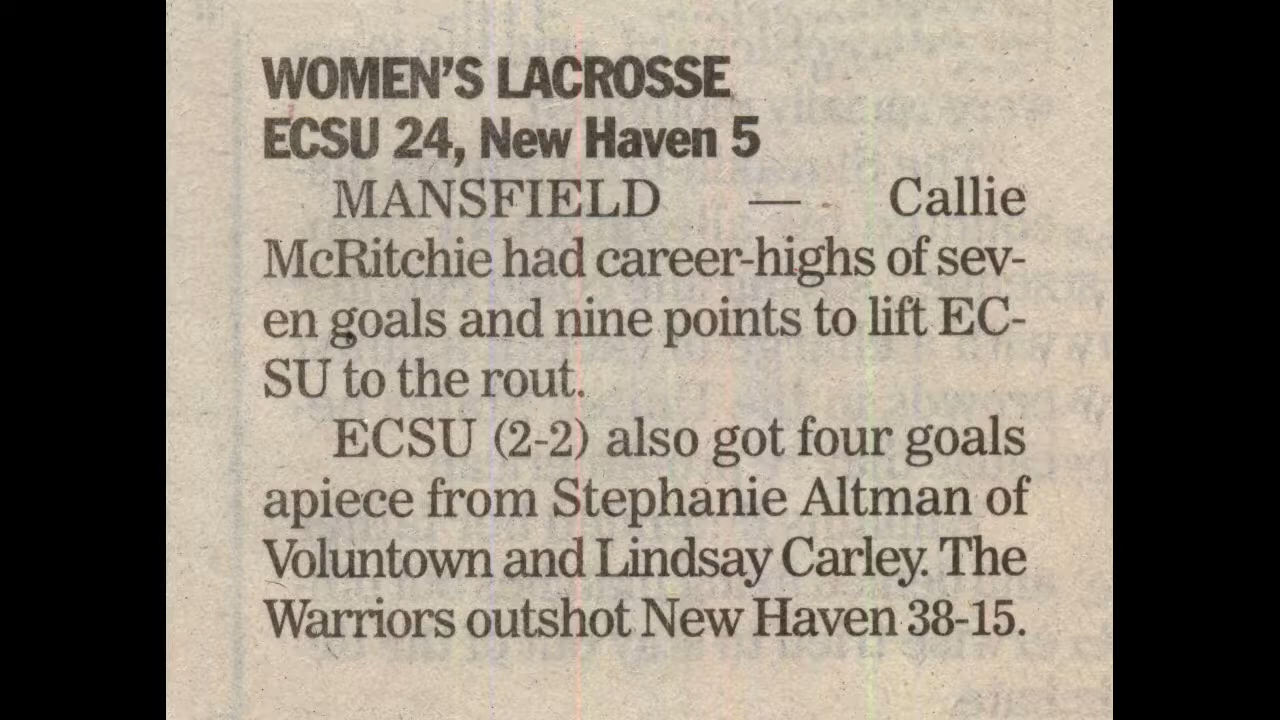 WOMEN'S LACROSSE
ECSU 24, New Haven 5
MANSFIELD — Callie
McRitchie had career-highs of sev-
en goals and nine points to lift EC-
SU to the rout.
ECSU (2-2) also got four goals
apiece from Stephanie Altman of
Voluntown and Lindsay Carley. The
Warriors outshot New Haven 38-15.